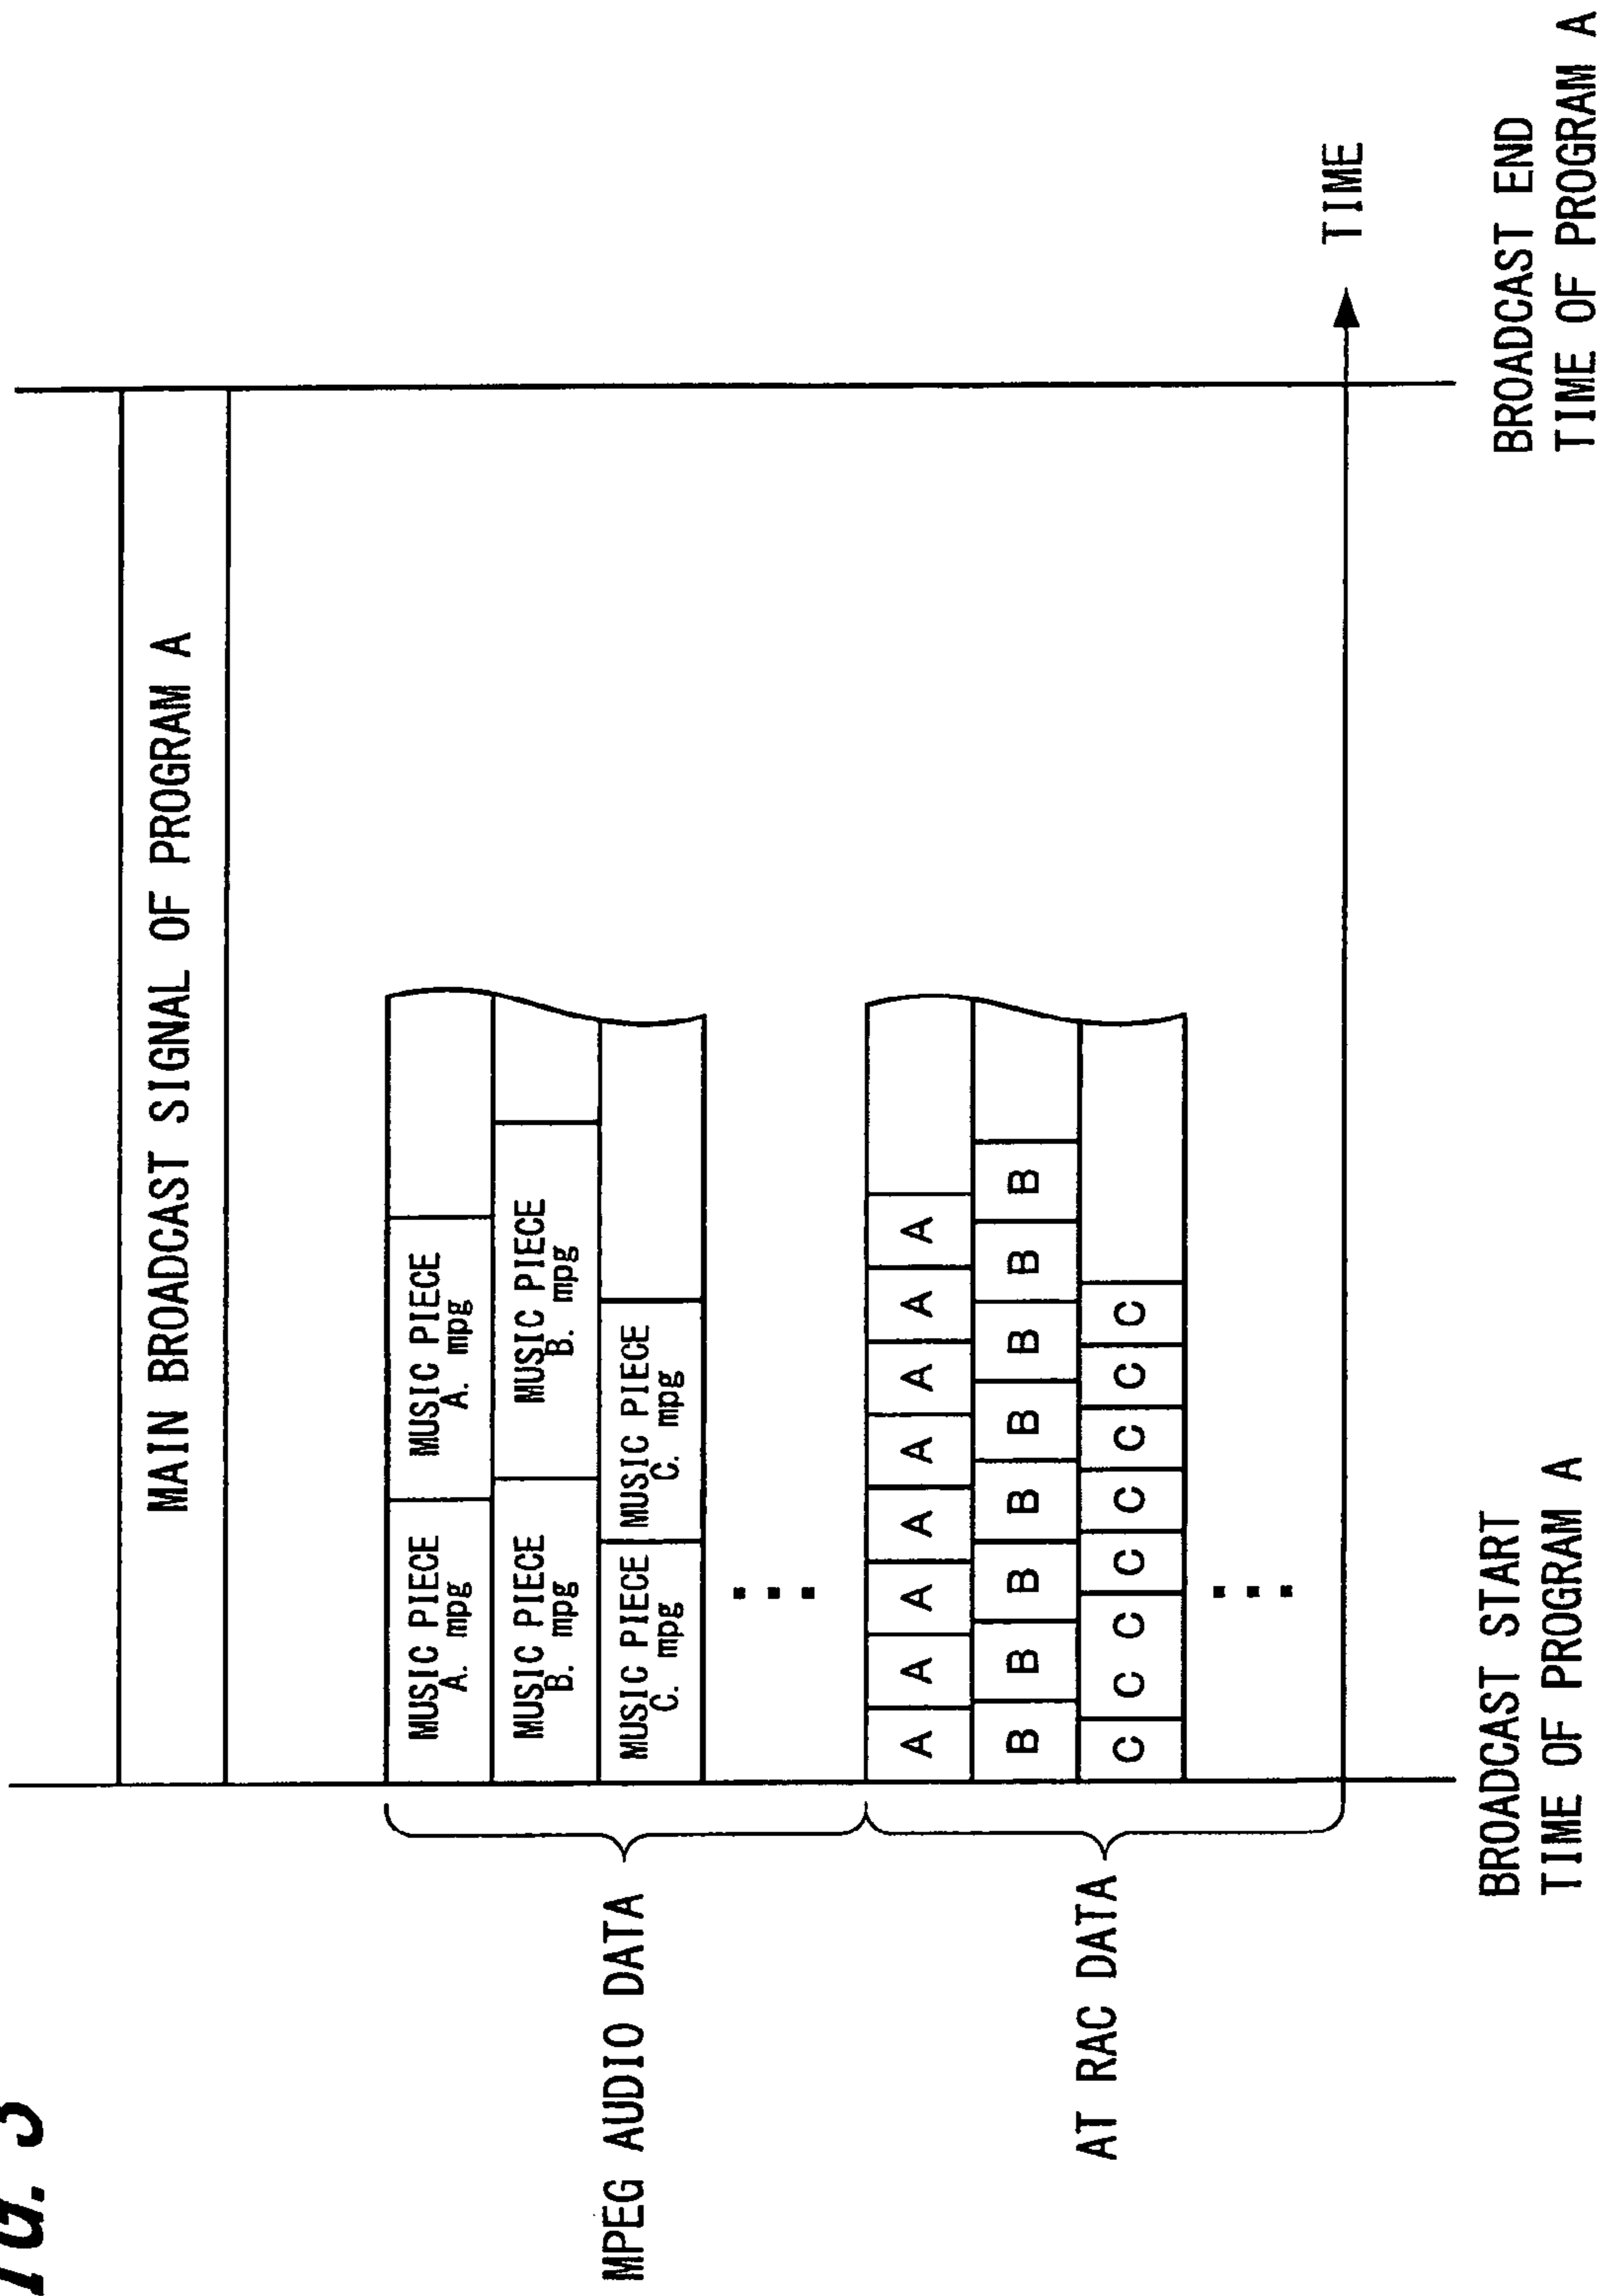 IG.
MAIN BROADCAST SIGNAL OF PROGRAM A
MPEG AUDIO DATA
MUSIC PIECE
A. mpg
MUSIC PIECE
A. mpg
MUSIC PIECE
B. mpg
MUSIC PIECE
B. mpg
MUSIC PIECE
C. mpg
MUSIC PIECE
C. mpg
AT RAC DATA
A A A A A A A A
B B B B B B B B
C C C C C C C C
TIME
BROADCAST START
TIME OF PROGRAM A
BROADCAST END
TIME OF PROGRAM A